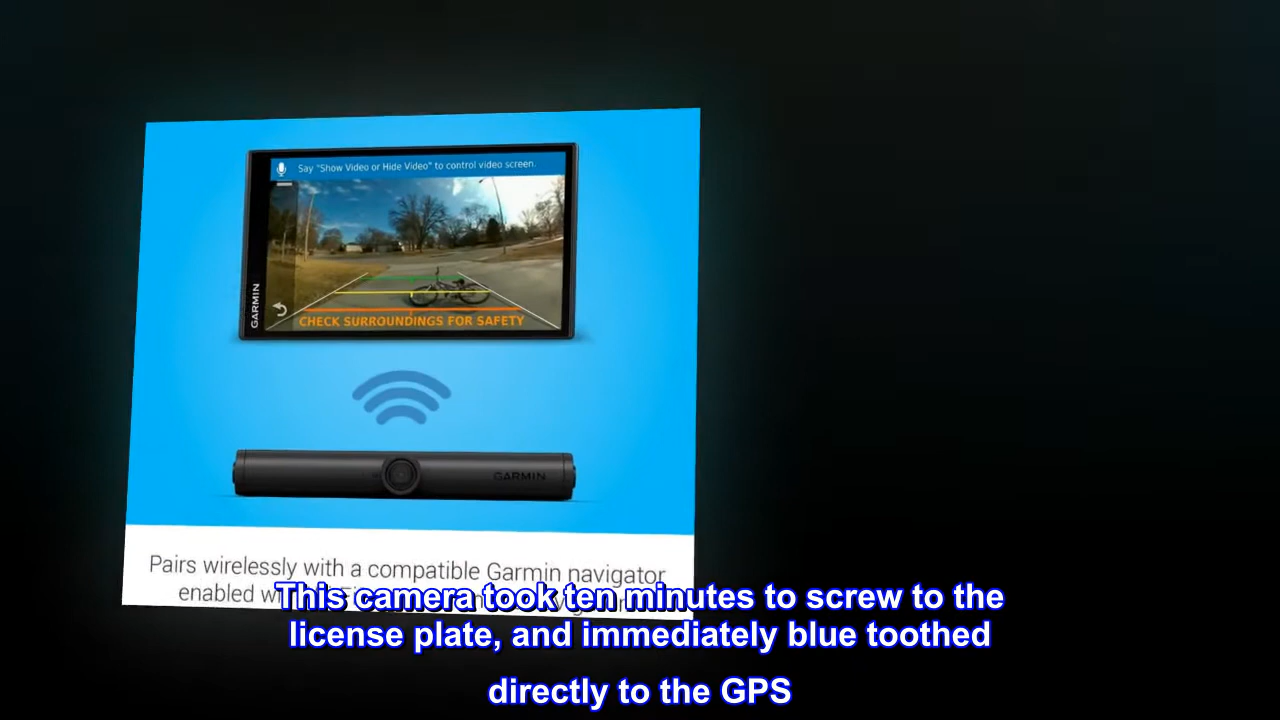 Say "Show Video or Hide Video" to control video screen.
GARMIN
CHECK SURROUNDINGS FOR SAFETY
GARMIN
Pairs wirelessly with a compatible Garmin navigator
enabled
This camera took ten minutes to screw to the
license plate, and immediately blue toothed
directly to the GPS